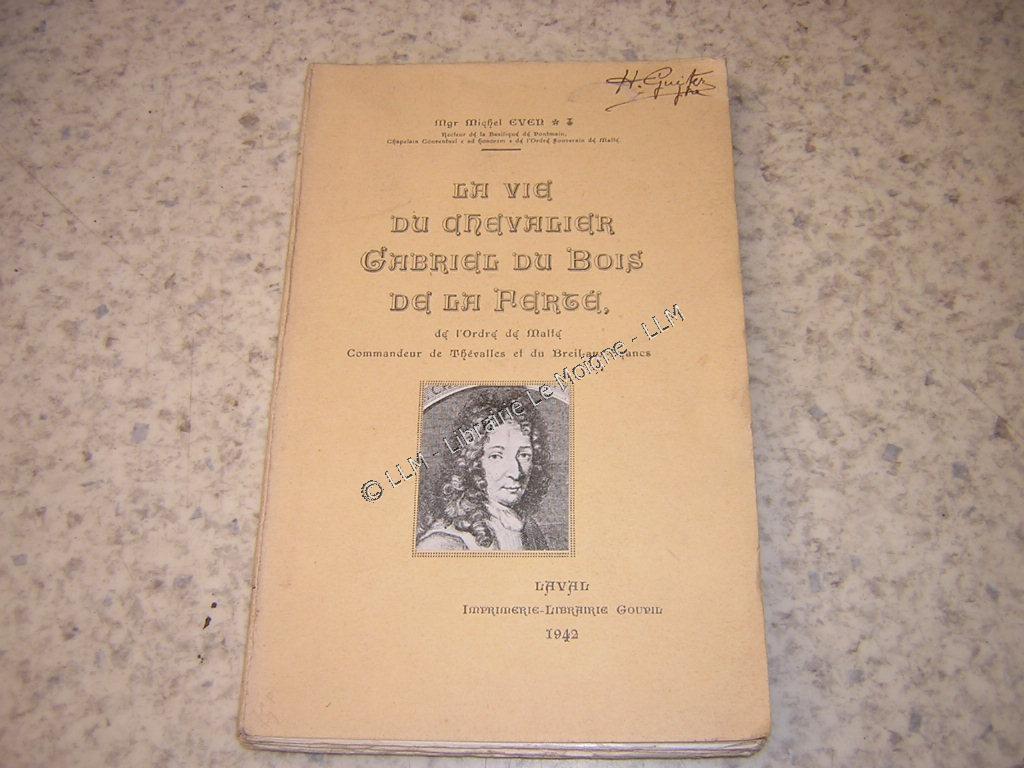 H. Guiter
Mgr Michel EVEN
Recteur de la Basilique de Pontmain,
Chapelain Conventuel « ad honorem » de l'Ordre Souverain de Malte
LA VIE
DU CHEVALIER
GABRIEL DU BOIS
DE LA FERTÉ,
de l'Ordre de Malte
Commandeur de Thévalles et du Breil-aux-Francs
© LLM - Librairie Le Moigne - LLM
LAVAL
IMPRIMERIE-LIBRAIRIE GOUPIL
1942